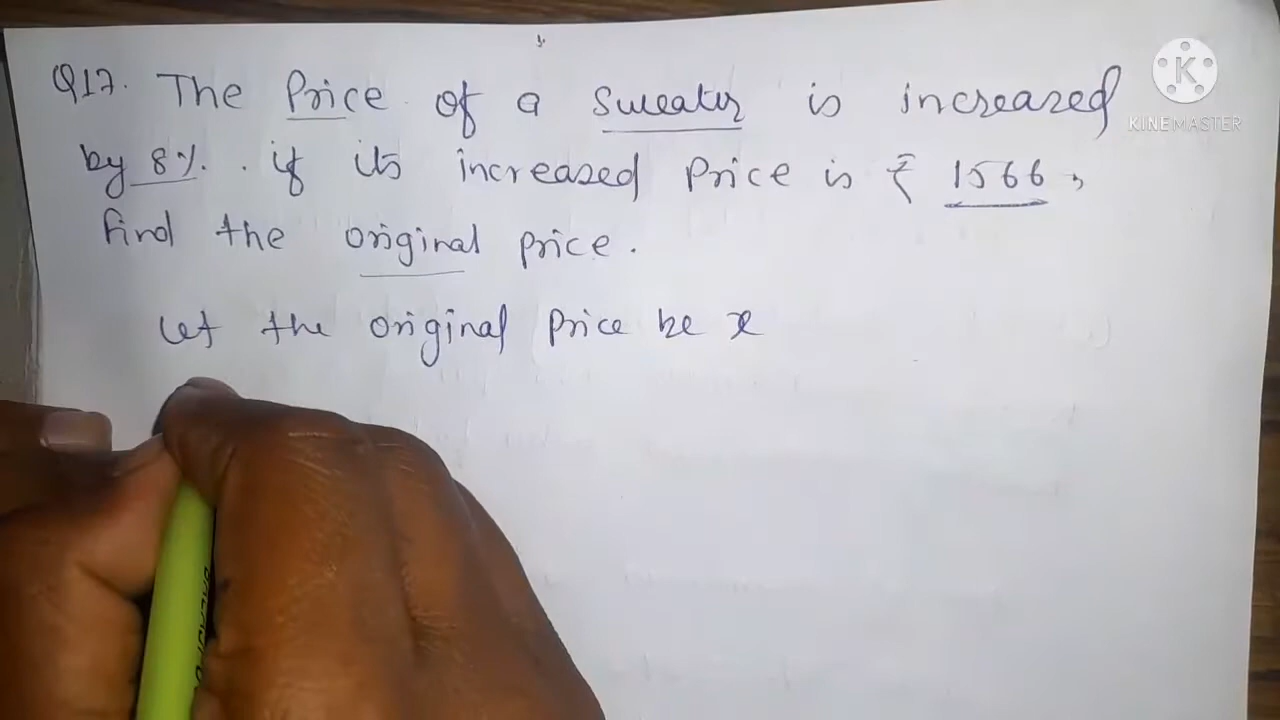 Q17. The Price of a Sweater is increased
by 8%. if its increased Price is ₹ 1566,
find the original price.
Let the original Price be x
K
KINEMASTER